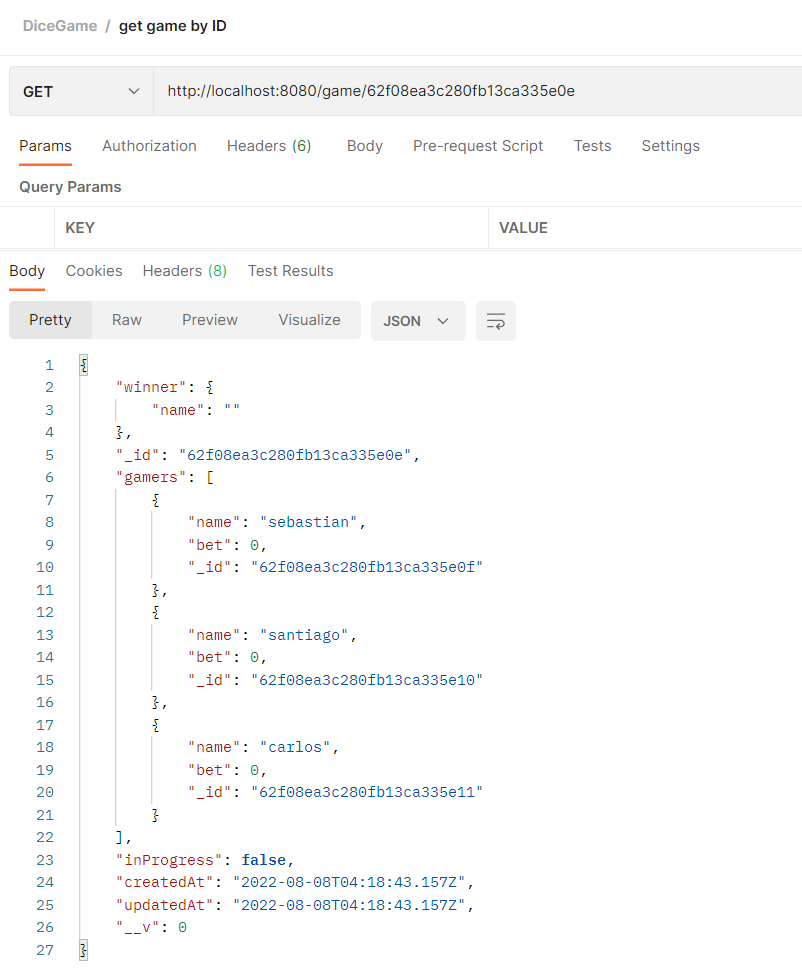 DiceGame / get game by ID
GET http://localhost:8080/game/62f08ea3c280fb13ca335e0e
Params Authorization Headers (6) Body Pre-request Script Tests Settings
Query Params
KEY VALUE
Body Cookies Headers (8) Test Results
Pretty Raw Preview Visualize JSON
1 {
2 "winner": {
3 "name": ""
4 },
5 "_id": "62f08ea3c280fb13ca335e0e",
6 "gamers": [
7 {
8 "name": "sebastian",
9 "bet": 0,
10 "_id": "62f08ea3c280fb13ca335e0f"
11 },
12 {
13 "name": "santiago",
14 "bet": 0,
15 "_id": "62f08ea3c280fb13ca335e10"
16 },
17 {
18 "name": "carlos",
19 "bet": 0,
20 "_id": "62f08ea3c280fb13ca335e11"
21 }
22 ],
23 "inProgress": false,
24 "createdAt": "2022-08-08T04:18:43.157Z",
25 "updatedAt": "2022-08-08T04:18:43.157Z",
26 "__v": 0
27 }